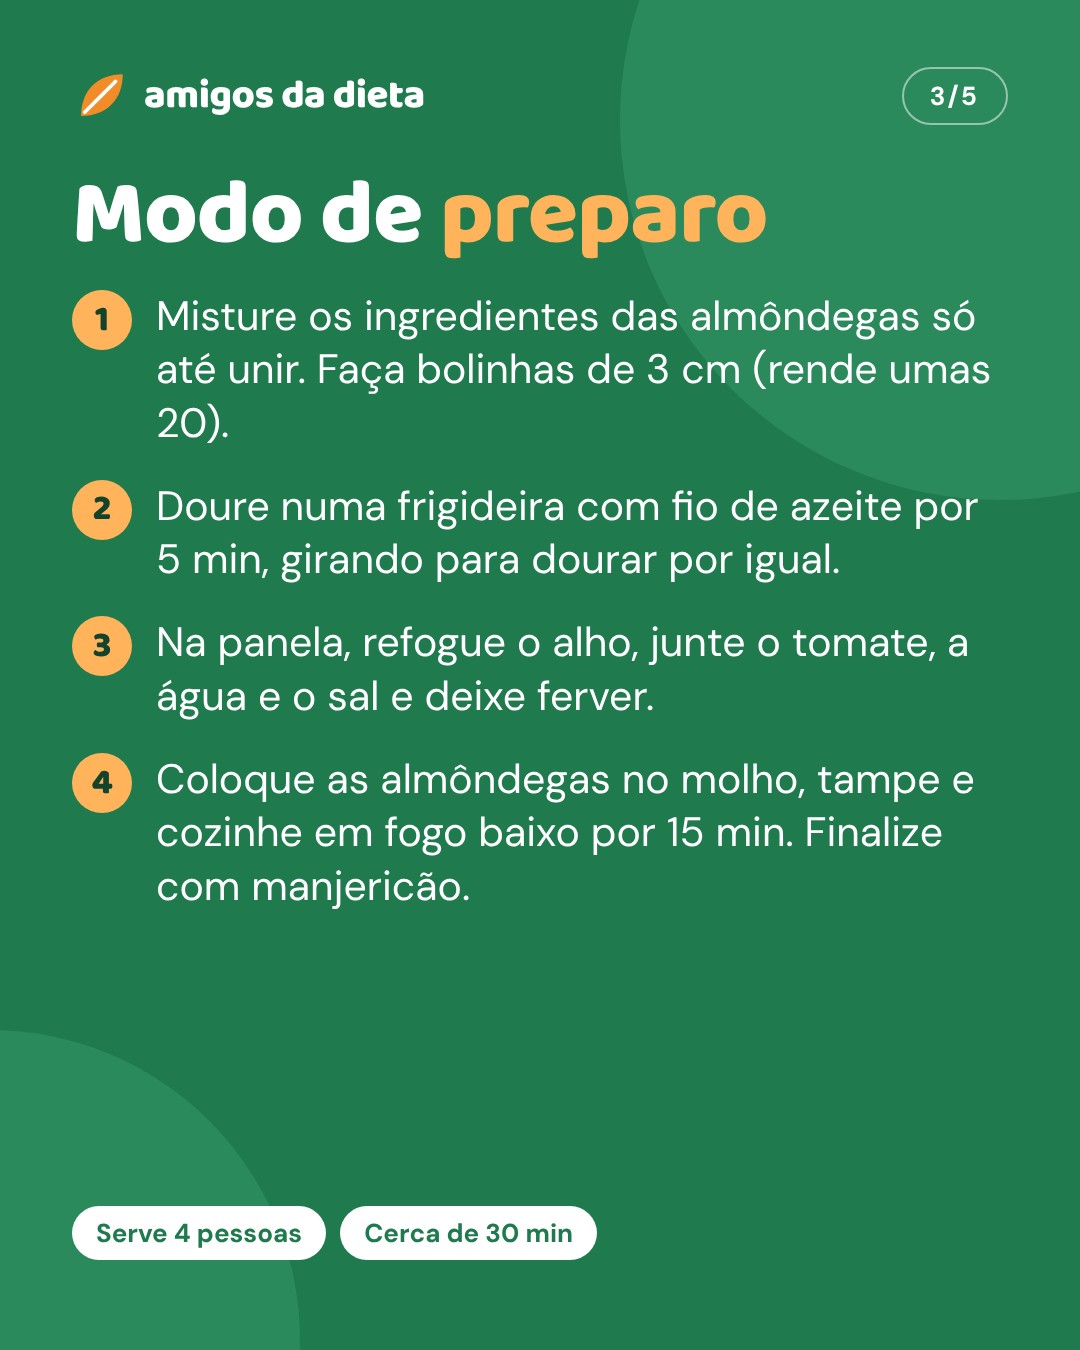 amigos da dieta
3/5
Modo de preparo
1 Misture os ingredientes das almôndegas só
até unir. Faça bolinhas de 3 cm (rende umas
20).
2 Doure numa frigideira com fio de azeite por
5 min, girando para dourar por igual.
3 Na panela, refogue o alho, junte o tomate, a
água e o sal e deixe ferver.
4 Coloque as almôndegas no molho, tampe e
cozinhe em fogo baixo por 15 min. Finalize
com manjericão.
Serve 4 pessoas
Cerca de 30 min